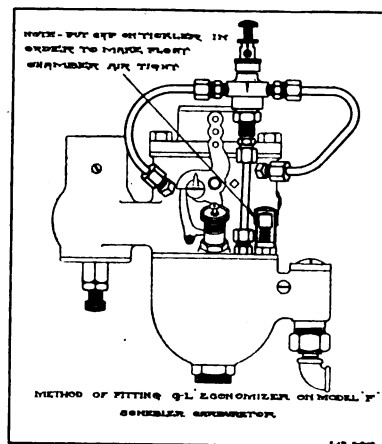 NOTE - PUT CAP ON TICKLER IN
ORDER TO MAKE FLOAT
CHAMBER AIR TIGHT
METHOD OF FITTING G-L ECONOMIZER ON MODEL "F"
SCHEBLER CARBURETOR